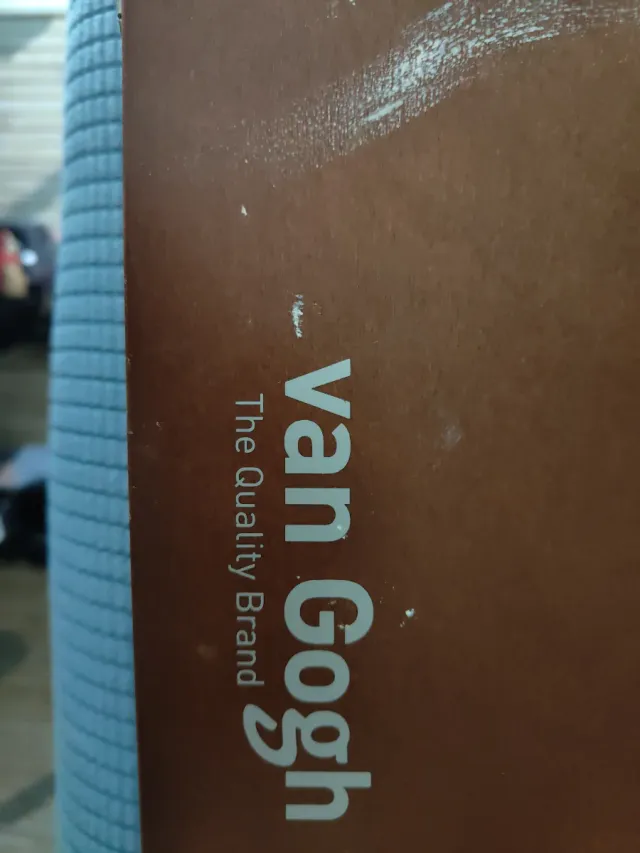 van Gogh
The Quality Brand